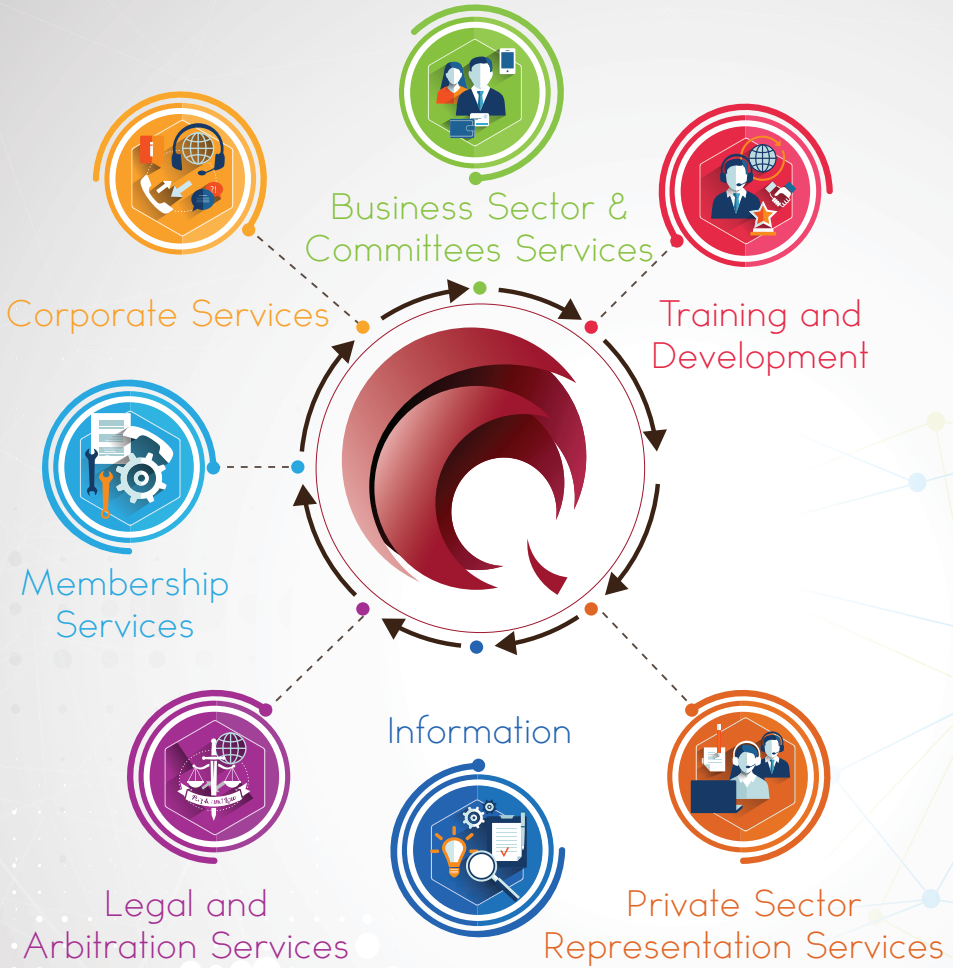 Business Sector &
Committees Services
Corporate Services
Training and
Development
Membership
Services
Information
Legal and
Arbitration Services
Private Sector
Representation Services